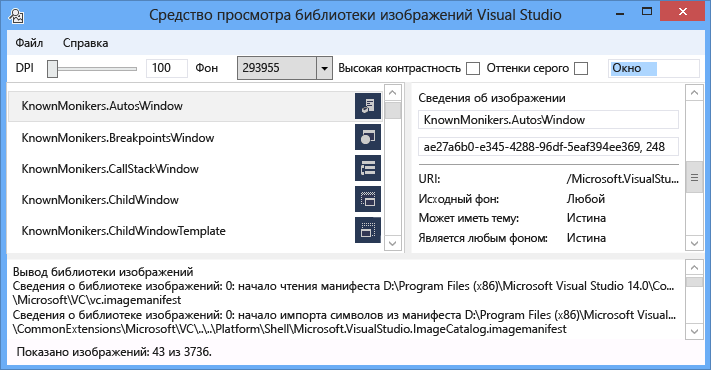 Средство просмотра библиотеки изображений Visual Studio
Файл Справка
DPI 100 Фон 293955 Высокая контрастность Оттенки серого Окно
KnownMonikers.AutosWindow
KnownMonikers.BreakpointsWindow
KnownMonikers.CallStackWindow
KnownMonikers.ChildWindow
KnownMonikers.ChildWindowTemplate
Сведения об изображении
KnownMonikers.AutosWindow
ae27a6b0-e345-4288-96df-5eaf394ee369, 248
URI: /Microsoft.VisualStu...
Исходный фон: Любой
Может иметь тему: Истина
Является любым фоном: Истина
Вывод библиотеки изображений
Сведения о библиотеке изображений: 0: начало чтения манифеста D:\Program Files (x86)\Microsoft Visual Studio 14.0\Co...
\Microsoft\VC\vc.imagemanifest
Сведения о библиотеке изображений: 0: начало импорта символов из манифеста D:\Program Files (x86)\Microsoft Visual...
\CommonExtensions\Microsoft\VC\..\..\Platform\Shell\Microsoft.VisualStudio.ImageCatalog.imagemanifest
Показано изображений: 43 из 3736.